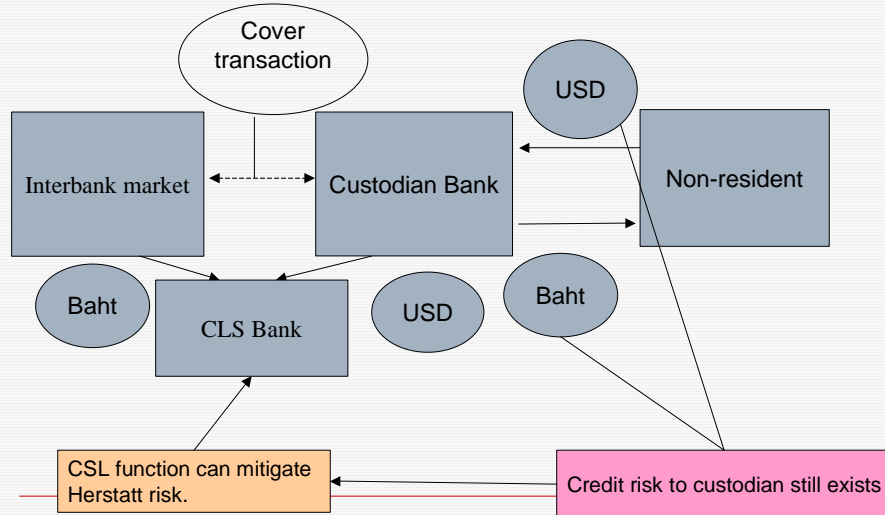 Cover
transaction
USD
Interbank market
Custodian Bank
Non-resident
Baht
CLS Bank
USD
Baht
CSL function can mitigate
Herstatt risk.
Credit risk to custodian still exists